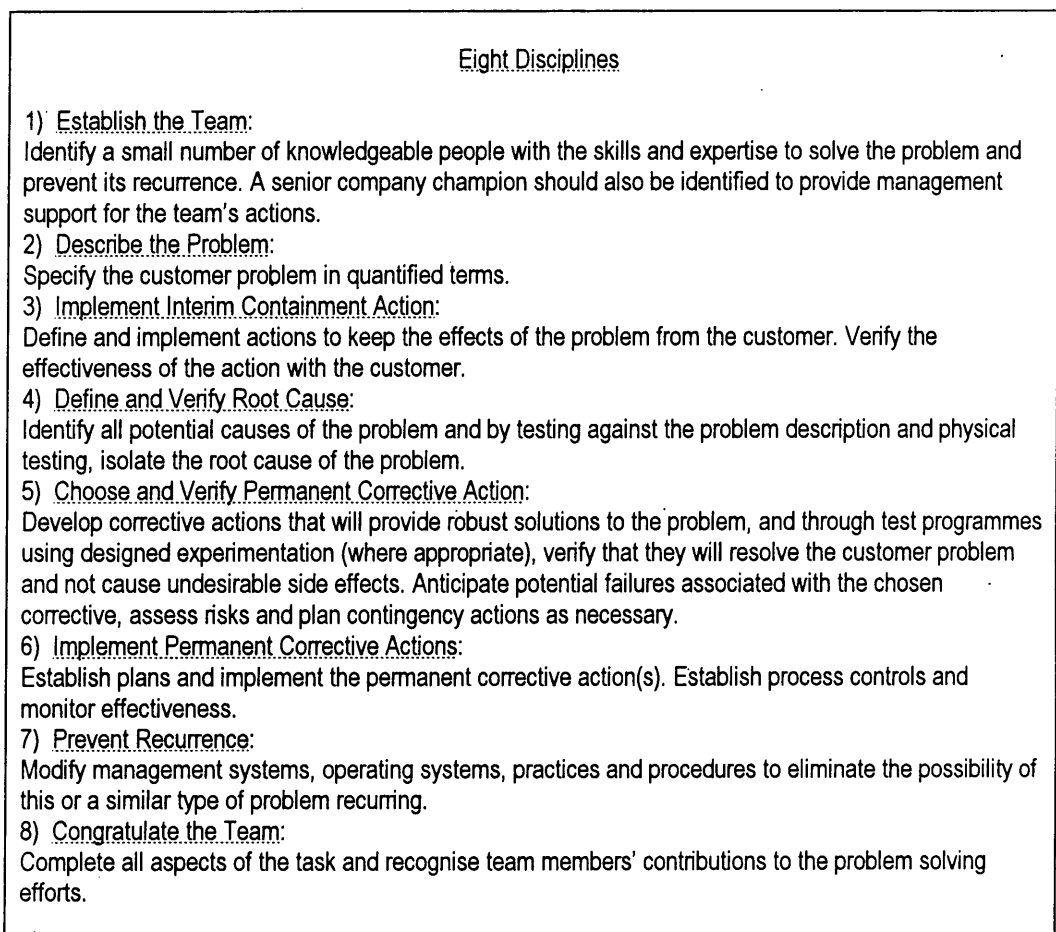 Eight Disciplines
1) Establish the Team:
Identify a small number of knowledgeable people with the skills and expertise to solve the problem and
prevent its recurrence. A senior company champion should also be identified to provide management
support for the team's actions.
2) Describe the Problem:
Specify the customer problem in quantified terms.
3) Implement Interim Containment Action:
Define and implement actions to keep the effects of the problem from the customer. Verify the
effectiveness of the action with the customer.
4) Define and Verify Root Cause:
Identify all potential causes of the problem and by testing against the problem description and physical
testing, isolate the root cause of the problem.
5) Choose and Verify Permanent Corrective Action:
Develop corrective actions that will provide robust solutions to the problem, and through test programmes
using designed experimentation (where appropriate), verify that they will resolve the customer problem
and not cause undesirable side effects. Anticipate potential failures associated with the chosen
corrective, assess risks and plan contingency actions as necessary.
6) Implement Permanent Corrective Actions:
Establish plans and implement the permanent corrective action(s). Establish process controls and
monitor effectiveness.
7) Prevent Recurrence:
Modify management systems, operating systems, practices and procedures to eliminate the possibility of
this or a similar type of problem recurring.
8) Congratulate the Team:
Complete all aspects of the task and recognise team members' contributions to the problem solving
efforts.